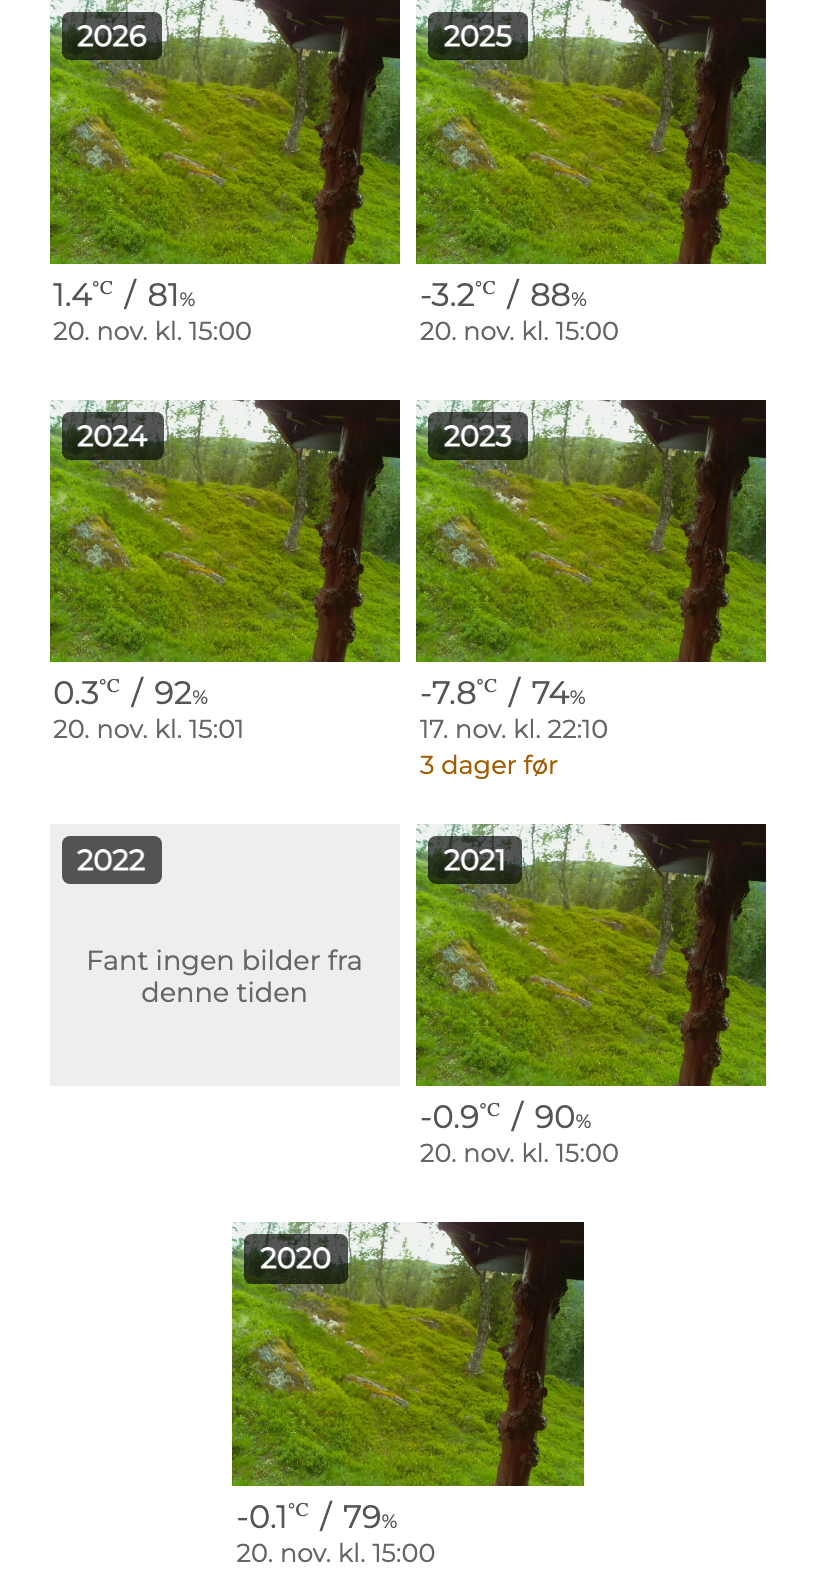 2026
1.4°C / 81%
20. nov. kl. 15:00
2025
-3.2°C / 88%
20. nov. kl. 15:00
2024
0.3°C / 92%
20. nov. kl. 15:01
2023
-7.8°C / 74%
17. nov. kl. 22:10
3 dager før
2022
Fant ingen bilder fra
denne tiden
2021
-0.9°C / 90%
20. nov. kl. 15:00
2020
-0.1°C / 79%
20. nov. kl. 15:00